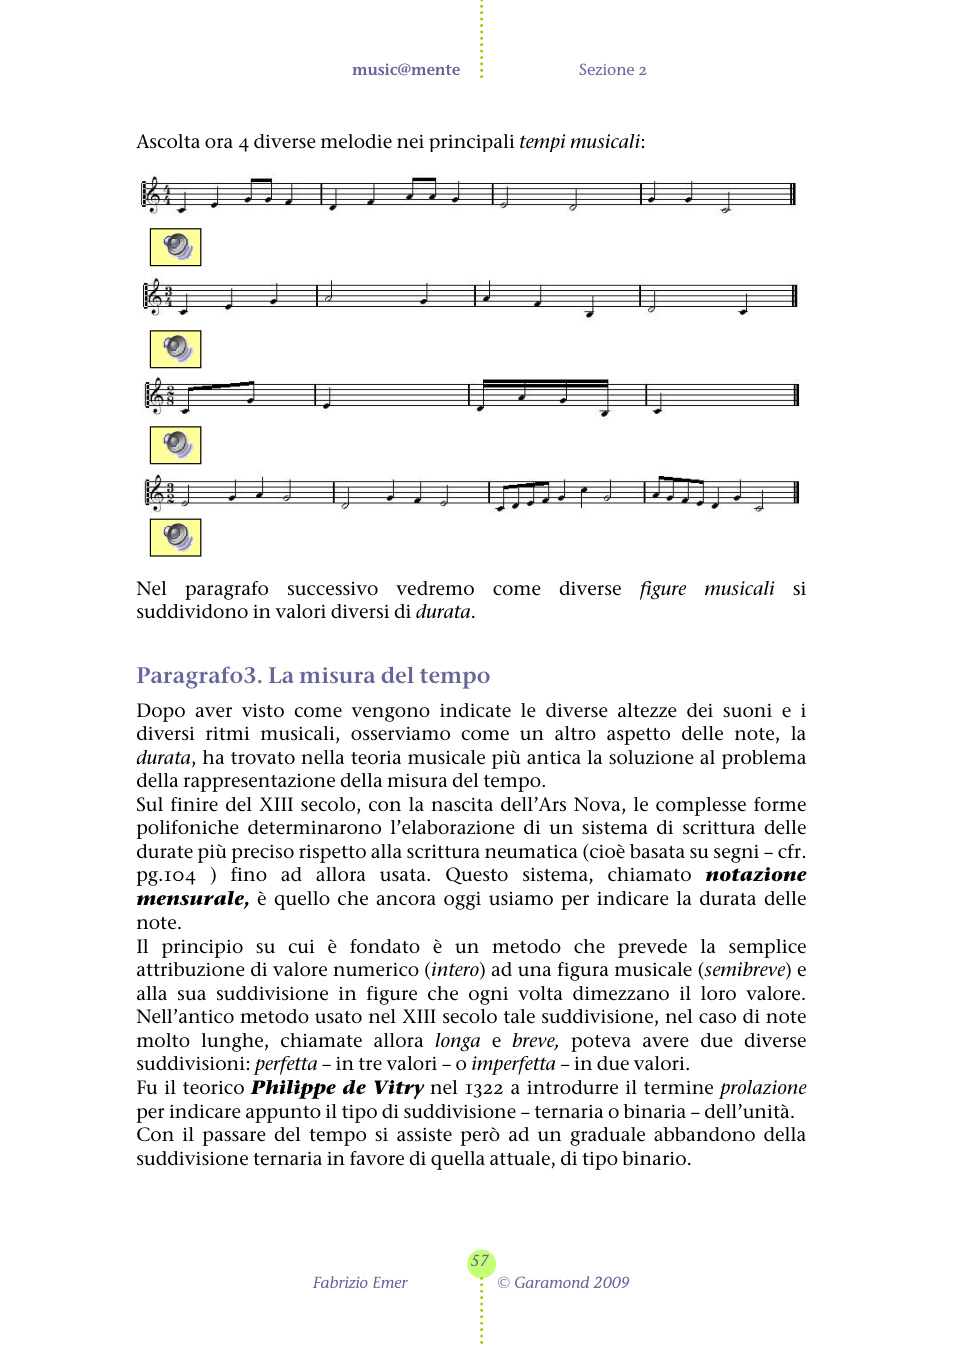 music@mente Sezione 2
Ascolta ora 4 diverse melodie nei principali tempi musicali:
4 4
3 4
2 8
3 2
Nel paragrafo successivo vedremo come diverse figure musicali si
suddividono in valori diversi di durata.
Paragrafo3. La misura del tempo
Dopo aver visto come vengono indicate le diverse altezze dei suoni e i
diversi ritmi musicali, osserviamo come un altro aspetto delle note, la
durata, ha trovato nella teoria musicale più antica la soluzione al problema
della rappresentazione della misura del tempo.
Sul finire del XIII secolo, con la nascita dell’Ars Nova, le complesse forme
polifoniche determinarono l’elaborazione di un sistema di scrittura delle
durate più preciso rispetto alla scrittura neumatica (cioè basata su segni – cfr.
pg.104 ) fino ad allora usata. Questo sistema, chiamato notazione
mensurale, è quello che ancora oggi usiamo per indicare la durata delle
note.
Il principio su cui è fondato è un metodo che prevede la semplice
attribuzione di valore numerico (intero) ad una figura musicale (semibreve) e
alla sua suddivisione in figure che ogni volta dimezzano il loro valore.
Nell’antico metodo usato nel XIII secolo tale suddivisione, nel caso di note
molto lunghe, chiamate allora longa e breve, poteva avere due diverse
suddivisioni: perfetta – in tre valori – o imperfetta – in due valori.
Fu il teorico Philippe de Vitry nel 1322 a introdurre il termine prolazione
per indicare appunto il tipo di suddivisione – ternaria o binaria – dell’unità.
Con il passare del tempo si assiste però ad un graduale abbandono della
suddivisione ternaria in favore di quella attuale, di tipo binario.
57
Fabrizio Emer © Garamond 2009